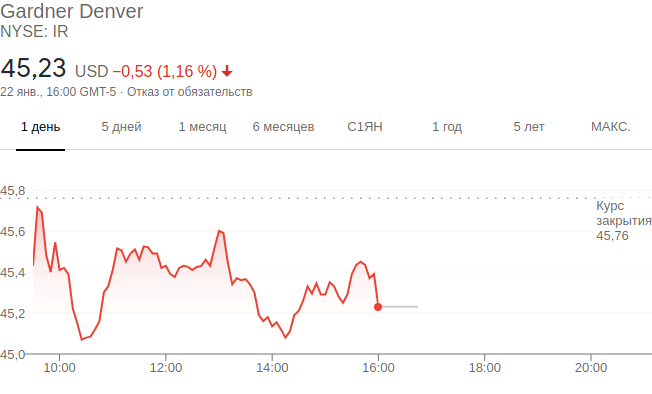 Gardner Denver
NYSE: IR
45,23 USD −0,53 (1,16 %)
22 янв., 16:00 GMT-5 · Отказ от обязательств
1 день 5 дней 1 месяц 6 месяцев С1ЯН 1 год 5 лет МАКС.
45,8
Курс
закрытия
45,76
45,6
45,4
45,2
45,0
10:00 12:00 14:00 16:00 18:00 20:00